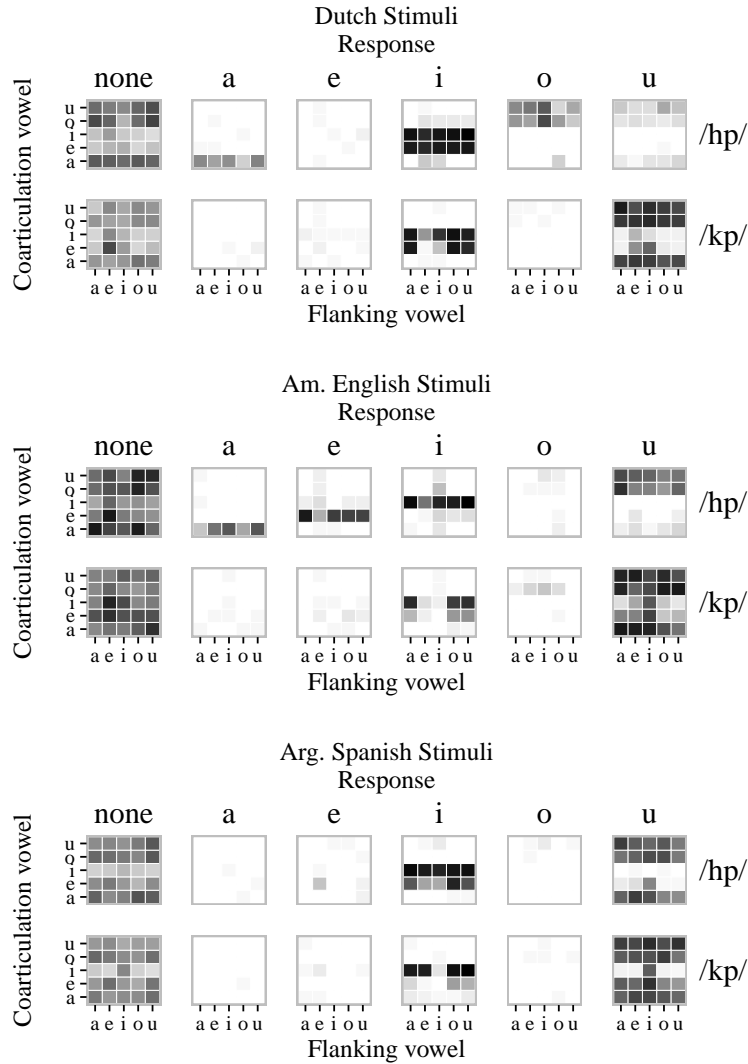 Dutch Stimuli
Response
none a e i o u
Coarticulation vowel
u
o
i
e
a
/hp/
u
o
i
e
a
/kp/
a e i o u a e i o u a e i o u a e i o u a e i o u a e i o u
Flanking vowel
Am. English Stimuli
Response
none a e i o u
Coarticulation vowel
u
o
i
e
a
/hp/
u
o
i
e
a
/kp/
a e i o u a e i o u a e i o u a e i o u a e i o u a e i o u
Flanking vowel
Arg. Spanish Stimuli
Response
none a e i o u
Coarticulation vowel
u
o
i
e
a
/hp/
u
o
i
e
a
/kp/
a e i o u a e i o u a e i o u a e i o u a e i o u a e i o u
Flanking vowel